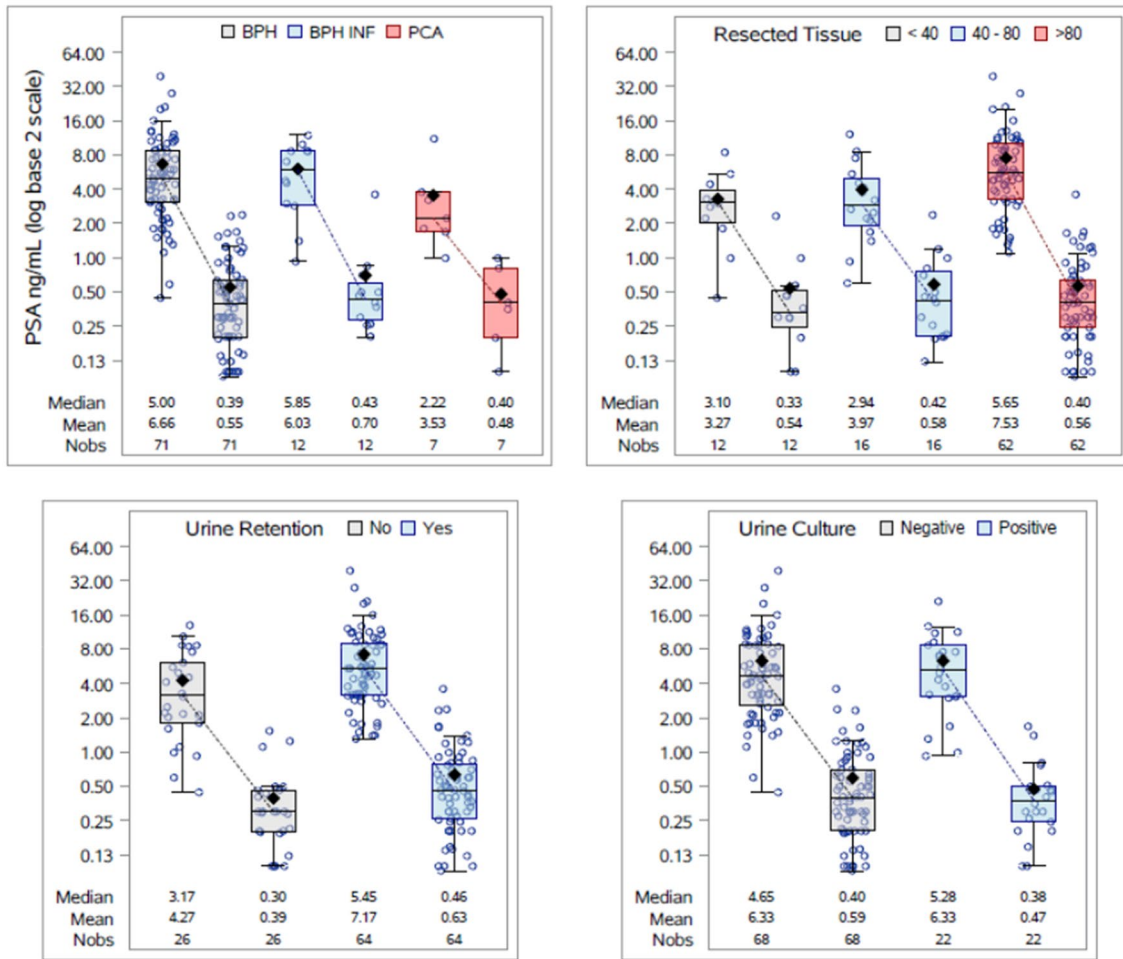 BPH BPH INF PCA
PSA ng/mL (log base 2 scale)
64.00
32.00
16.00
8.00
4.00
2.00
1.00
0.50
0.25
0.13
Median 5.00 0.39 5.85 0.43 2.22 0.40
Mean 6.66 0.55 6.03 0.70 3.53 0.48
Nobs 71 71 12 12 7 7
Resected Tissue < 40 40 - 80 >80
64.00
32.00
16.00
8.00
4.00
2.00
1.00
0.50
0.25
0.13
Median 3.10 0.33 2.94 0.42 5.65 0.40
Mean 3.27 0.54 3.97 0.58 7.53 0.56
Nobs 12 12 16 16 62 62
Urine Retention No Yes
64.00
32.00
16.00
8.00
4.00
2.00
1.00
0.50
0.25
0.13
Median 3.17 0.30 5.45 0.46
Mean 4.27 0.39 7.17 0.63
Nobs 26 26 64 64
Urine Culture Negative Positive
64.00
32.00
16.00
8.00
4.00
2.00
1.00
0.50
0.25
0.13
Median 4.65 0.40 5.28 0.38
Mean 6.33 0.59 6.33 0.47
Nobs 68 68 22 22